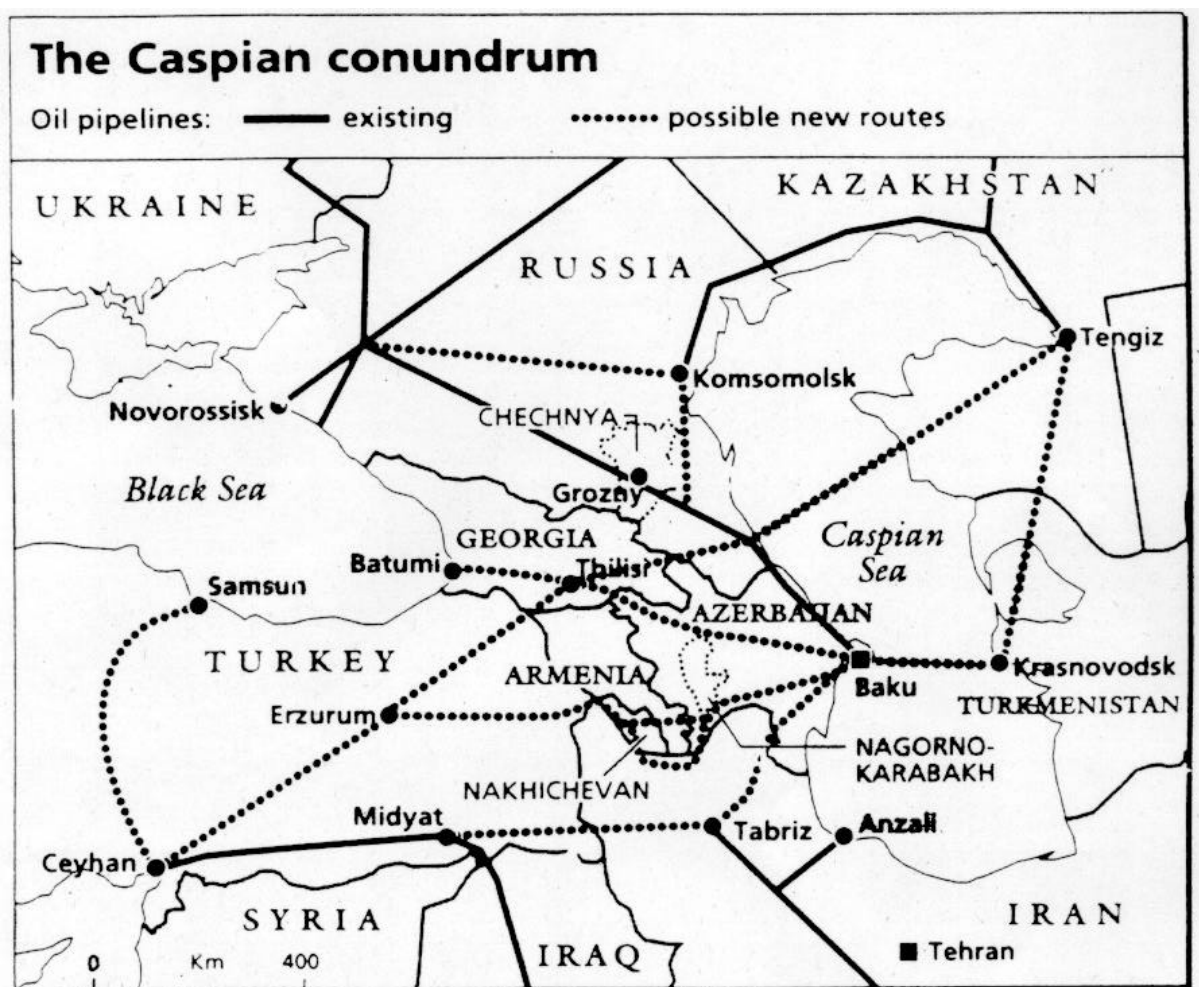 The Caspian conundrum
Oil pipelines: existing possible new routes
UKRAINE
KAZAKHSTAN
RUSSIA
Tengiz
Komsomolsk
Novorossisk
CHECHNYA
Black Sea
Grozny
Caspian
Sea
GEORGIA
Batumi
Tbilisi
Samsun
AZERBAIJAN
TURKEY
ARMENIA
Krasnovodsk
Baku
TURKMENISTAN
Erzurum
NAGORNO-
KARABAKH
NAKHICHEVAN
Midyat
Tabriz
Anzali
Ceyhan
SYRIA
IRAN
IRAQ
Tehran
0 Km 400